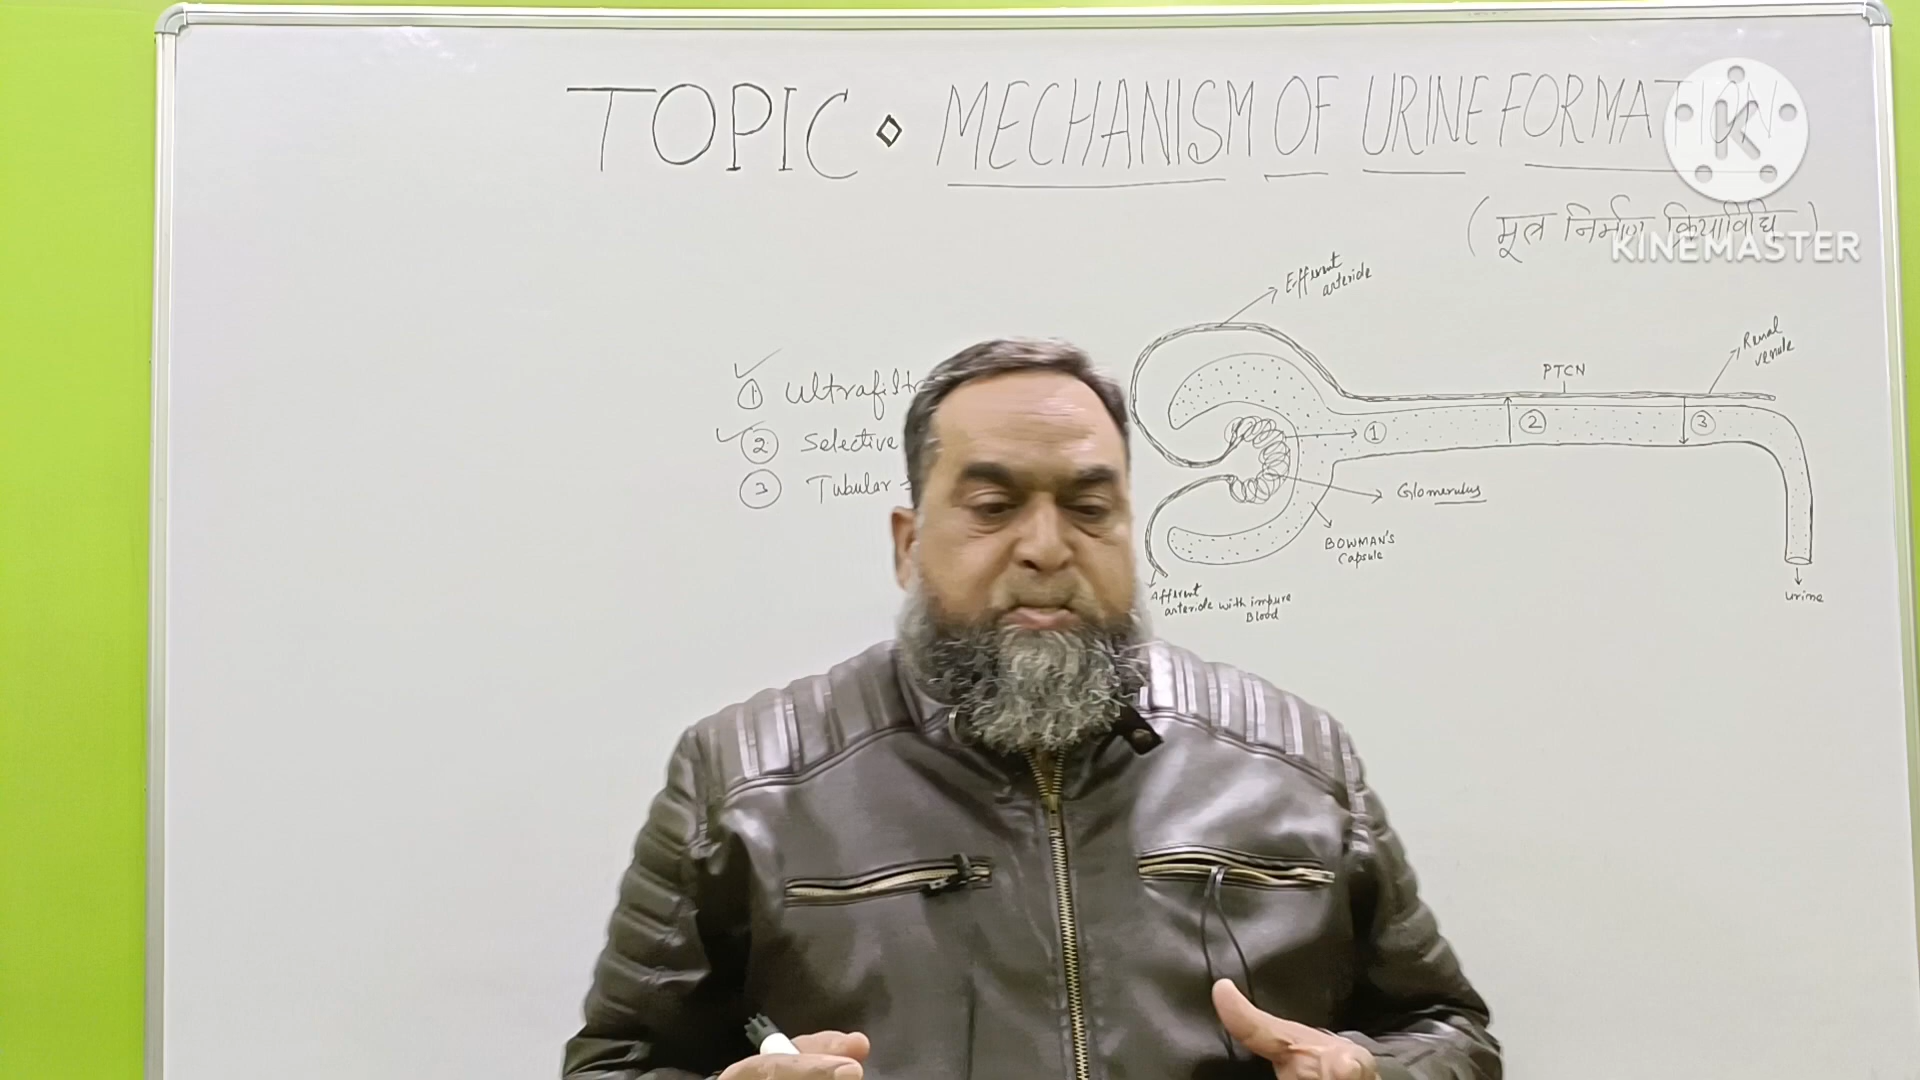 TOPIC ◇ MECHANISM OF URINE FORMATION
(मूत्र निर्माण क्रियाविधि)
KINEMASTER
Efferent
arteriole
Renal
venule
PTCN
① Ultrafiltr
② Selective
③ Tubular
①
②
③
Glomerulus
BOWMAN'S
Capsule
Afferent
arteriole with impure
Blood
urine